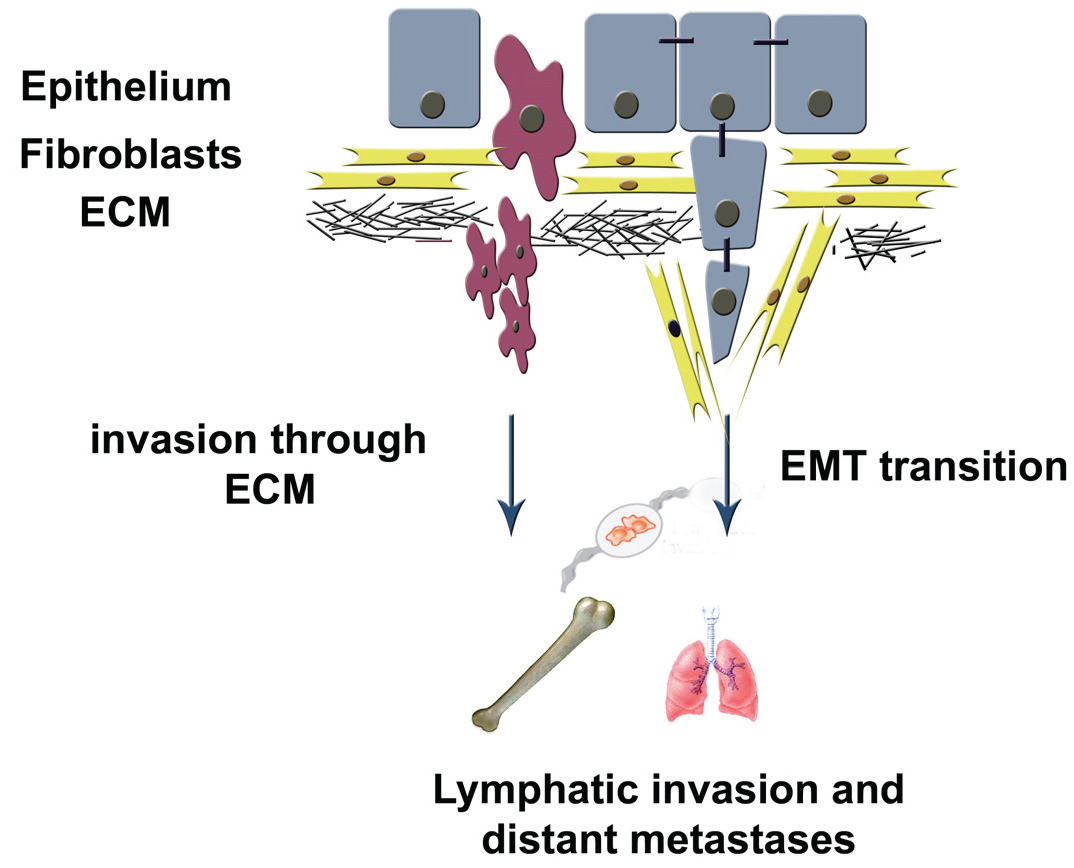 Epithelium
Fibroblasts
ECM
invasion through
ECM
EMT transition
Lymphatic invasion and
distant metastases